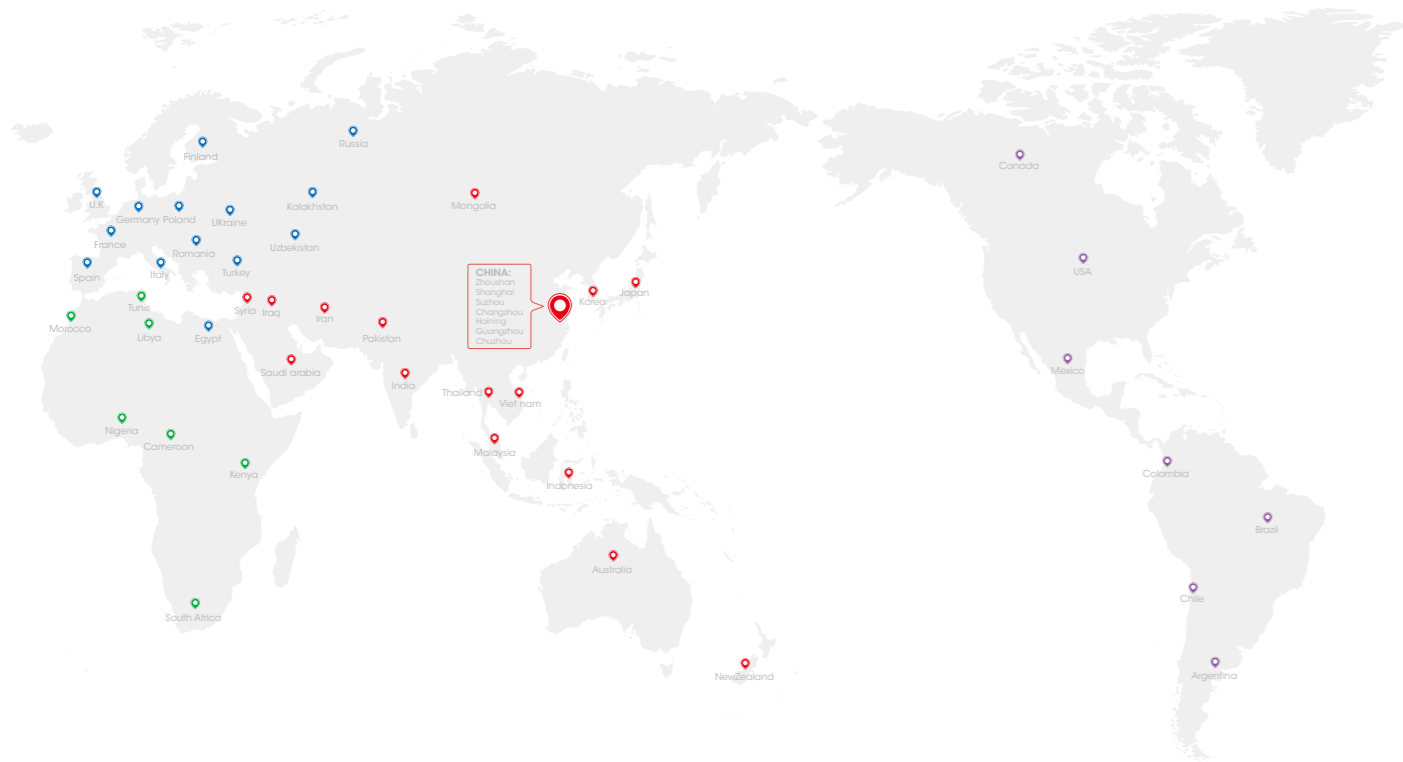 Russia
Finland
Canada
U.K
Kalakhstan
Mongolia
Germany
Poland
UKraine
France
Romania
Uzbekistan
Spain
Italy
Turkey
USA
CHINA:
Zhoushan
Shanghai
Suzhou
Changzhou
Haining
Guangzhou
Chuzhou
Korea
Japan
Tunis
Syria
Iraq
Iran
Morocco
Libya
Egypt
Pakistan
Saudi arabia
India
Mexico
Thailand
Viet nam
Nigeria
Cameroon
Malaysia
Kenya
Colombia
Indonesia
Brazil
Australia
Chile
South Africa
NewZealand
Argentina